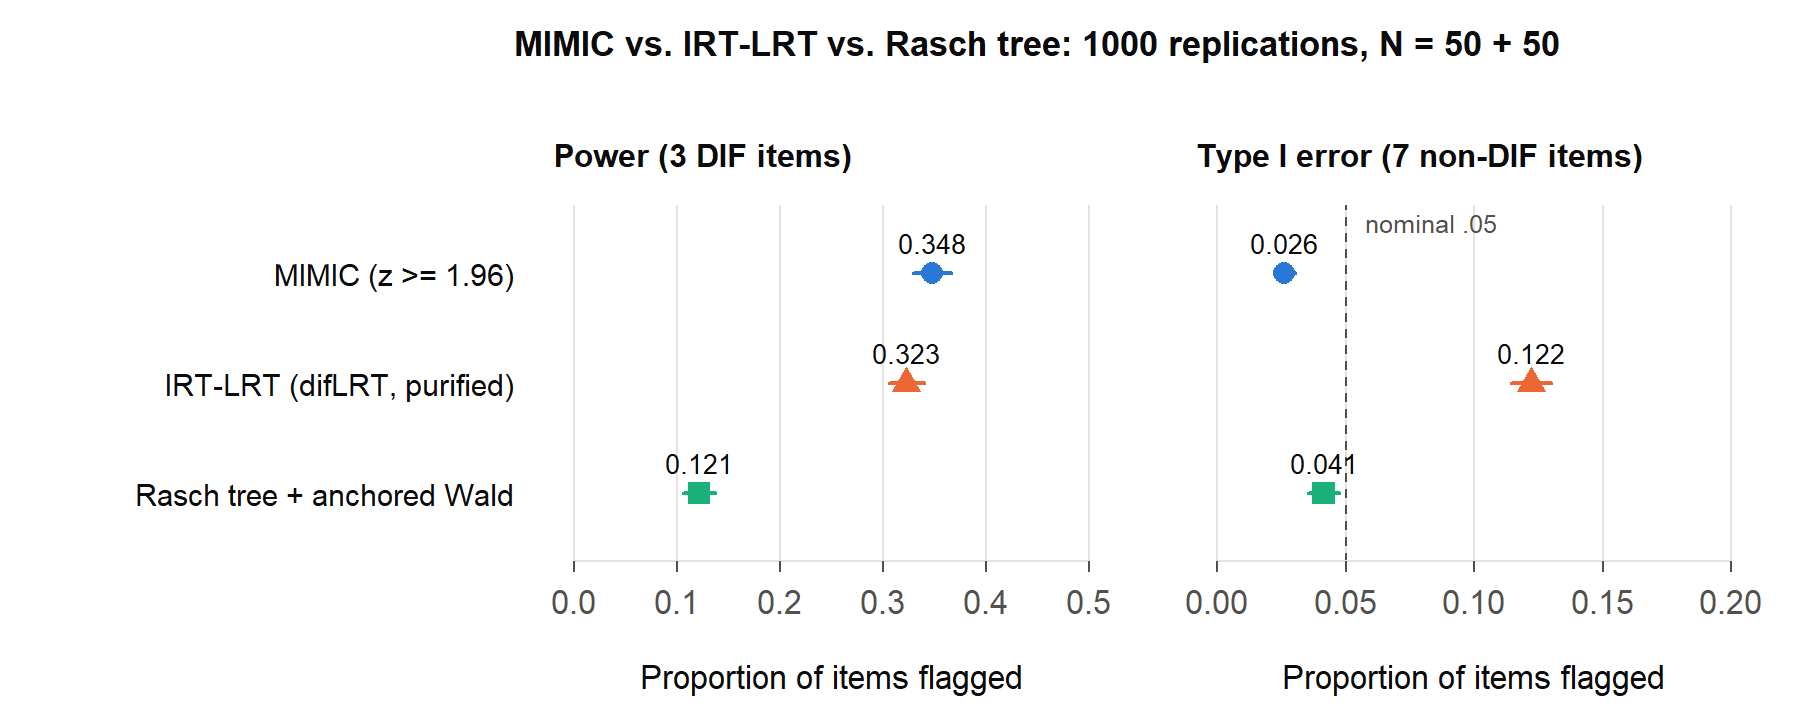 MIMIC vs. IRT-LRT vs. Rasch tree: 1000 replications, N = 50 + 50
Power (3 DIF items)
Type I error (7 non-DIF items)
nominal .05
MIMIC (z >= 1.96)
0.348
0.026
IRT-LRT (difLRT, purified)
0.323
0.122
Rasch tree + anchored Wald
0.121
0.041
0.0 0.1 0.2 0.3 0.4 0.5
0.00 0.05 0.10 0.15 0.20
Proportion of items flagged
Proportion of items flagged